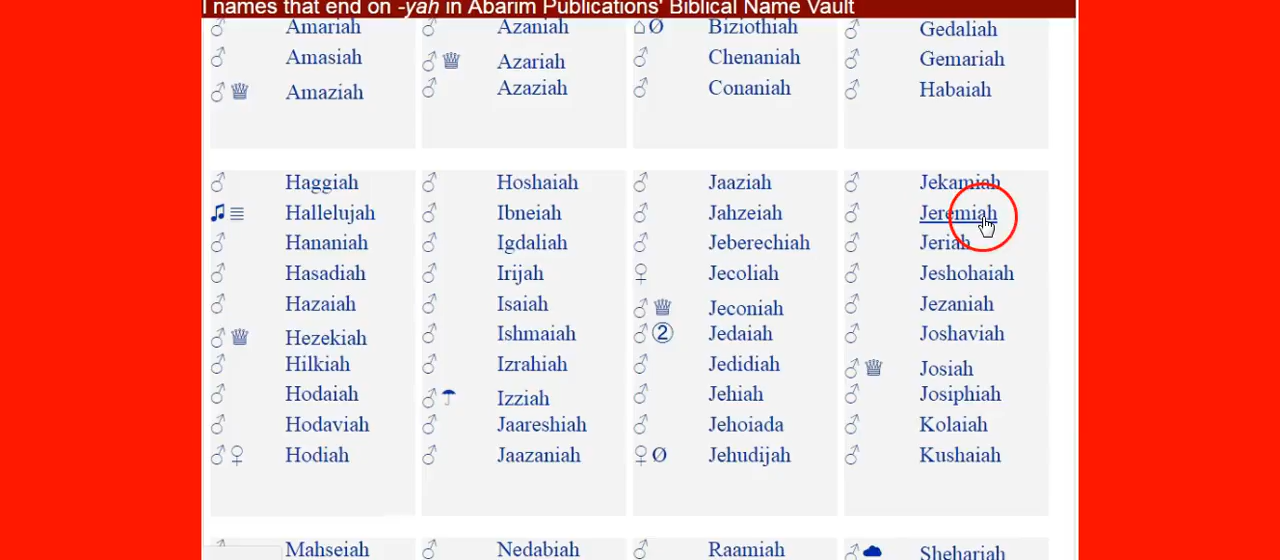 l names that end on -yah in Abarim Publications' Biblical Name Vault
♂ Amariah ♂ Azaniah ⌂ Ø Biziothiah ♂ Gedaliah
♂ Amasiah ♂ ♕ Azariah ♂ Chenaniah ♂ Gemariah
♂ ♕ Amaziah ♂ Azaziah ♂ Conaniah ♂ Habaiah
♂ Haggiah ♂ Hoshaiah ♂ Jaaziah ♂ Jekamiah
♫ ≣ Hallelujah ♂ Ibneiah ♂ Jahzeiah ♂ Jeremiah
♂ Hananiah ♂ Igdaliah ♂ Jeberechiah ♂ Jeriah
♂ Hasadiah ♂ Irijah ♀ Jecoliah ♂ Jeshohaiah
♂ Hazaiah ♂ Isaiah ♂ ♕ Jeconiah ♂ Jezaniah
♂ ♕ Hezekiah ♂ Ishmaiah ♂ ② Jedaiah ♂ Joshaviah
♂ Hilkiah ♂ Izrahiah ♂ Jedidiah ♂ ♕ Josiah
♂ Hodaiah ♂ ☂ Izziah ♂ Jehiah ♂ Josiphiah
♂ Hodaviah ♂ Jaareshiah ♂ Jehoiada ♂ Kolaiah
♂ ♀ Hodiah ♂ Jaazaniah ♀ Ø Jehudijah ♂ Kushaiah
♂ Mahseiah ♂ Nedabiah ♂ Raamiah ♂ ☁ Shehariah